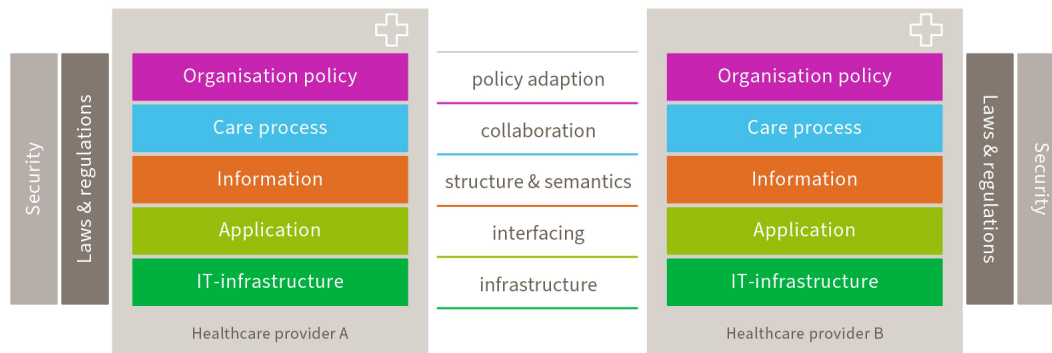 Security
Laws & regulations
Organisation policy
Care process
Information
Application
IT-infrastructure
Healthcare provider A
policy adaption
collaboration
structure & semantics
interfacing
infrastructure
Organisation policy
Care process
Information
Application
IT-infrastructure
Healthcare provider B
Laws & regulations
Security